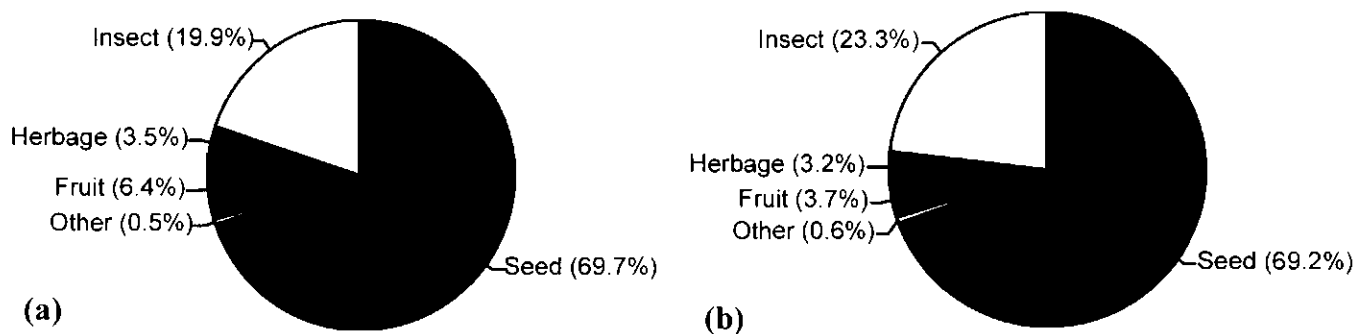 Insect (19.9%)
Herbage (3.5%)
Fruit (6.4%)
Other (0.5%)
Seed (69.7%)
(a)
Insect (23.3%)
Herbage (3.2%)
Fruit (3.7%)
Other (0.6%)
Seed (69.2%)
(b)